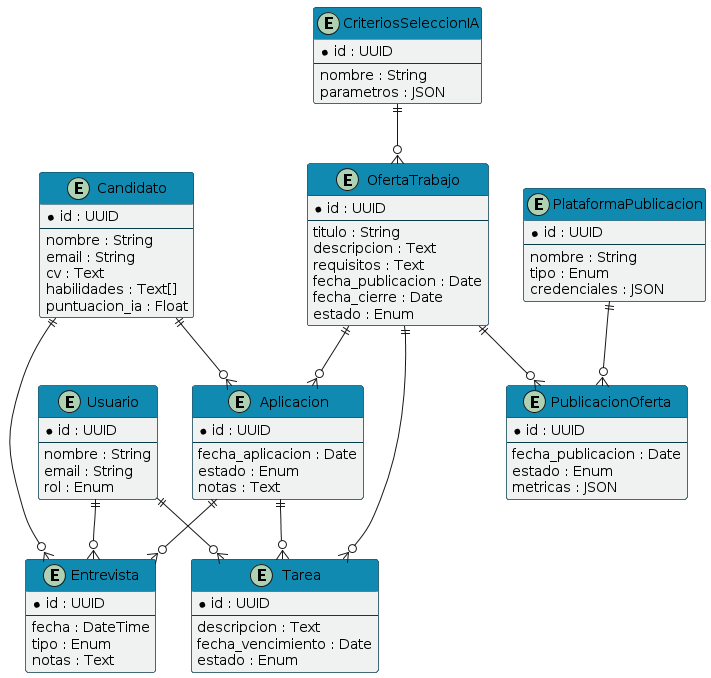 E CriteriosSeleccionIA
id : UUID
nombre : String
parametros : JSON
E Candidato
id : UUID
nombre : String
email : String
cv : Text
habilidades : Text[]
puntuacion_ia : Float
E OfertaTrabajo
id : UUID
titulo : String
descripcion : Text
requisitos : Text
fecha_publicacion : Date
fecha_cierre : Date
estado : Enum
E PlataformaPublicacion
id : UUID
nombre : String
tipo : Enum
credenciales : JSON
E Usuario
id : UUID
nombre : String
email : String
rol : Enum
E Aplicacion
id : UUID
fecha_aplicacion : Date
estado : Enum
notas : Text
E PublicacionOferta
id : UUID
fecha_publicacion : Date
estado : Enum
metricas : JSON
E Entrevista
id : UUID
fecha : DateTime
tipo : Enum
notas : Text
E Tarea
id : UUID
descripcion : Text
fecha_vencimiento : Date
estado : Enum